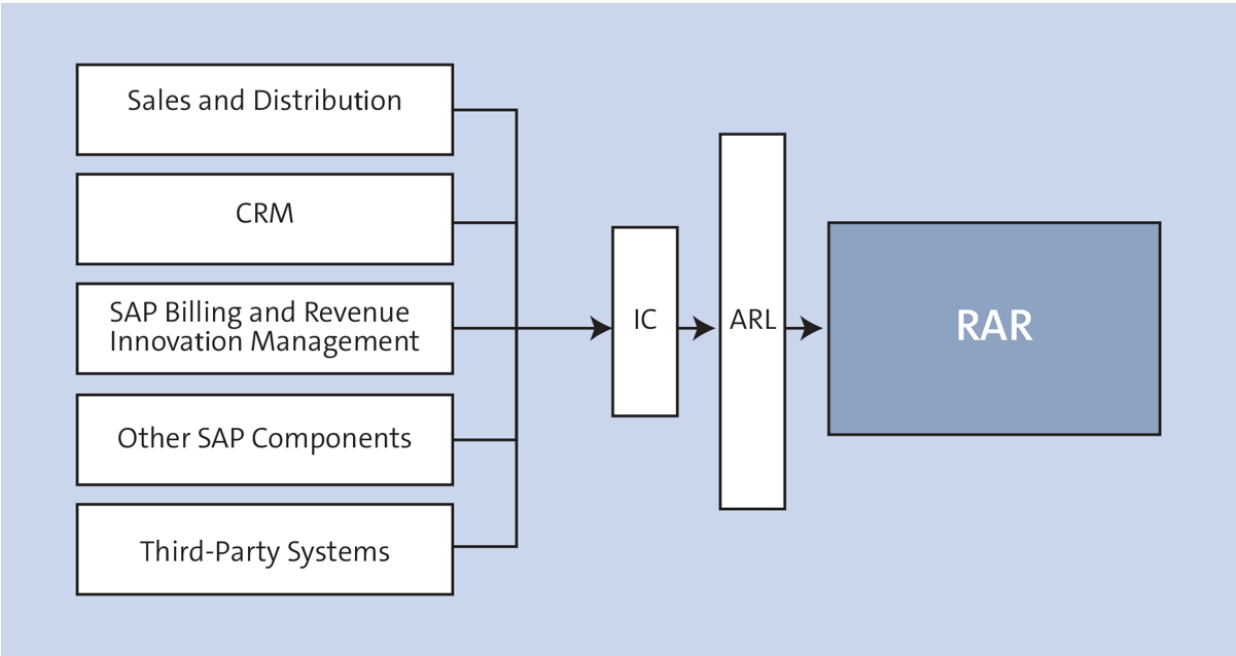 Sales and Distribution
CRM
SAP Billing and Revenue
Innovation Management
Other SAP Components
Third-Party Systems
IC
ARL
RAR